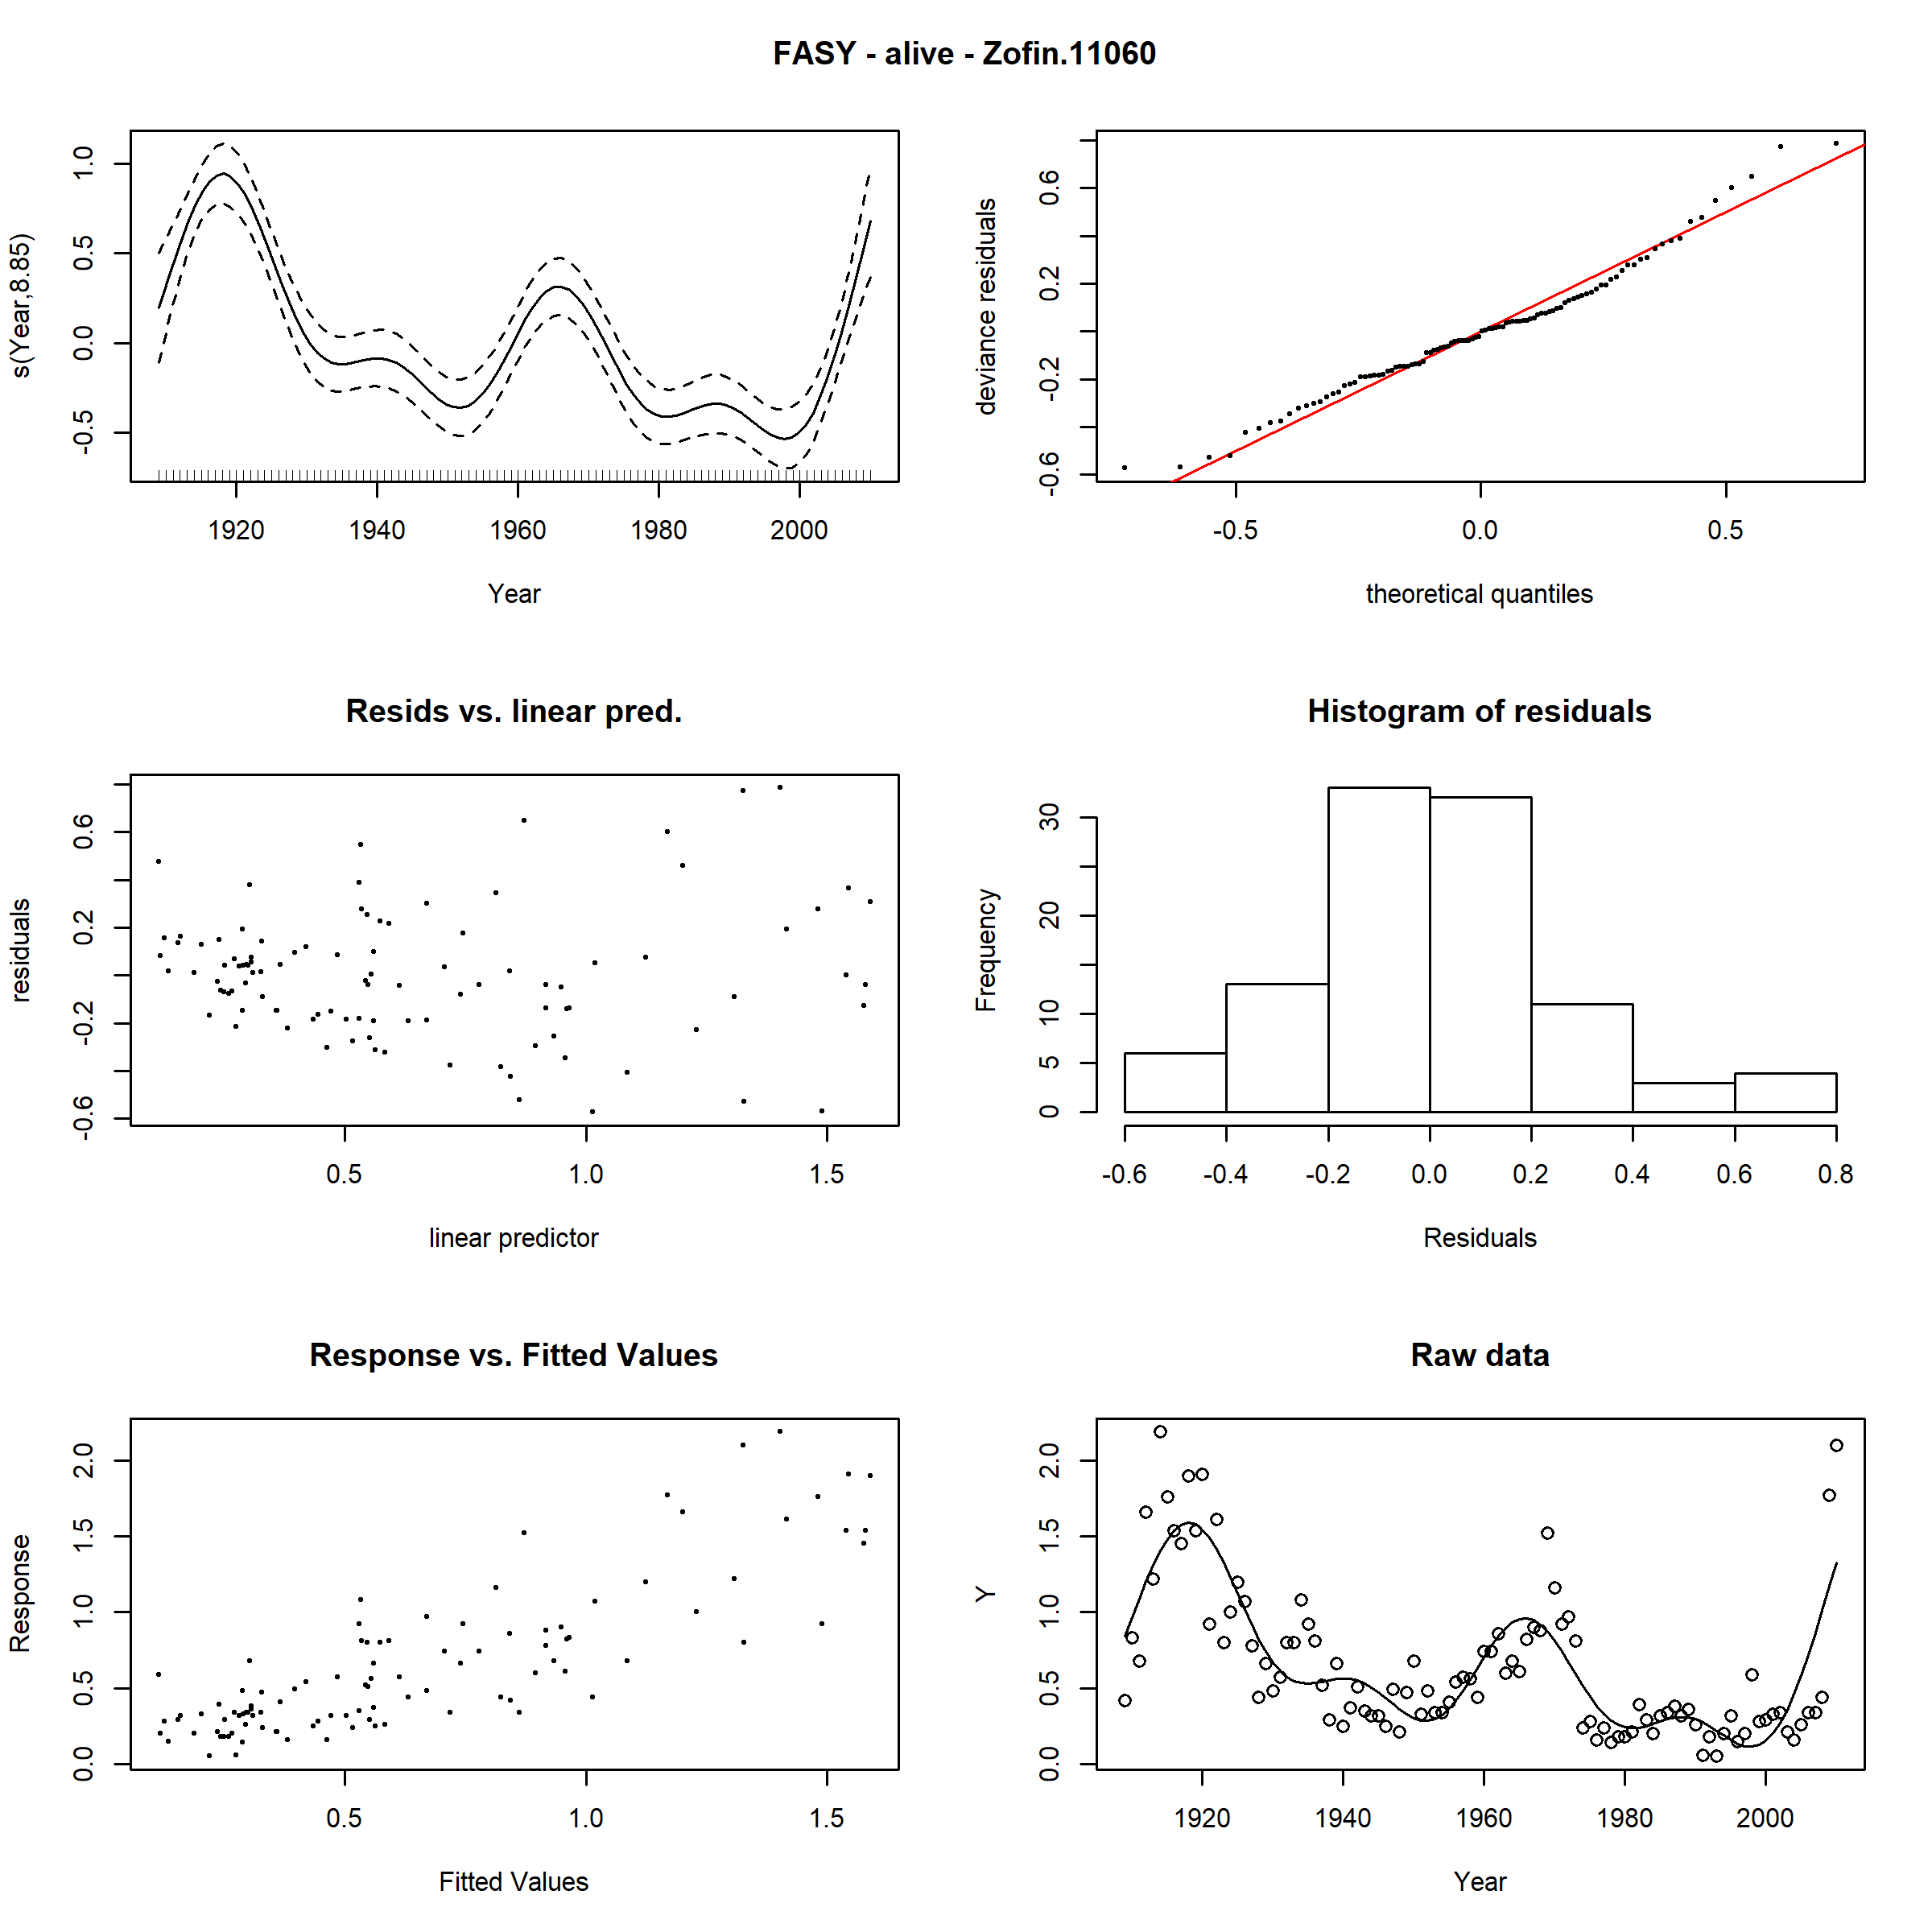 FASY - alive - Zofin.11060
s(Year,8.85)
1.0
0.5
0.0
-0.5
1920 1940 1960 1980 2000
Year
deviance residuals
0.6
0.2
-0.2
-0.6
-0.5 0.0 0.5
theoretical quantiles
Resids vs. linear pred.
residuals
0.6
0.2
-0.2
-0.6
0.5 1.0 1.5
linear predictor
Histogram of residuals
Frequency
30
20
10
5
0
-0.6 -0.4 -0.2 0.0 0.2 0.4 0.6 0.8
Residuals
Response vs. Fitted Values
Response
2.0
1.5
1.0
0.5
0.0
0.5 1.0 1.5
Fitted Values
Raw data
Y
2.0
1.5
1.0
0.5
0.0
1920 1940 1960 1980 2000
Year